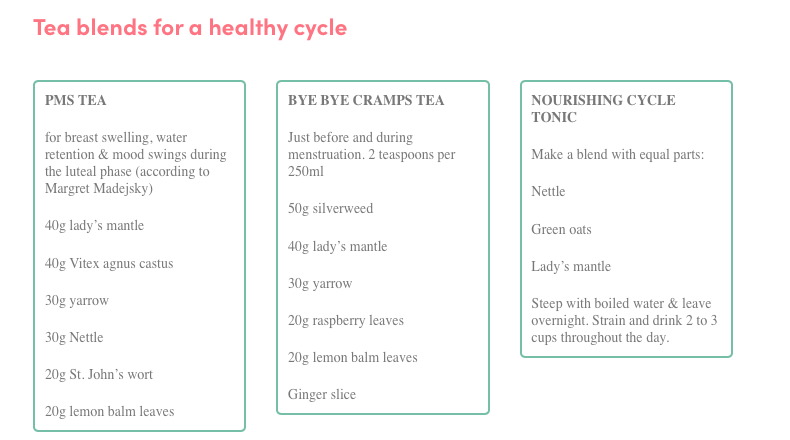 Tea blends for a healthy cycle
PMS TEA
for breast swelling, water
retention & mood swings during
the luteal phase (according to
Margret Madejsky)
40g lady’s mantle
40g Vitex agnus castus
30g yarrow
30g Nettle
20g St. John’s wort
20g lemon balm leaves
BYE BYE CRAMPS TEA
Just before and during
menstruation. 2 teaspoons per
250ml
50g silverweed
40g lady’s mantle
30g yarrow
20g raspberry leaves
20g lemon balm leaves
Ginger slice
NOURISHING CYCLE
TONIC
Make a blend with equal parts:
Nettle
Green oats
Lady’s mantle
Steep with boiled water & leave
overnight. Strain and drink 2 to 3
cups throughout the day.